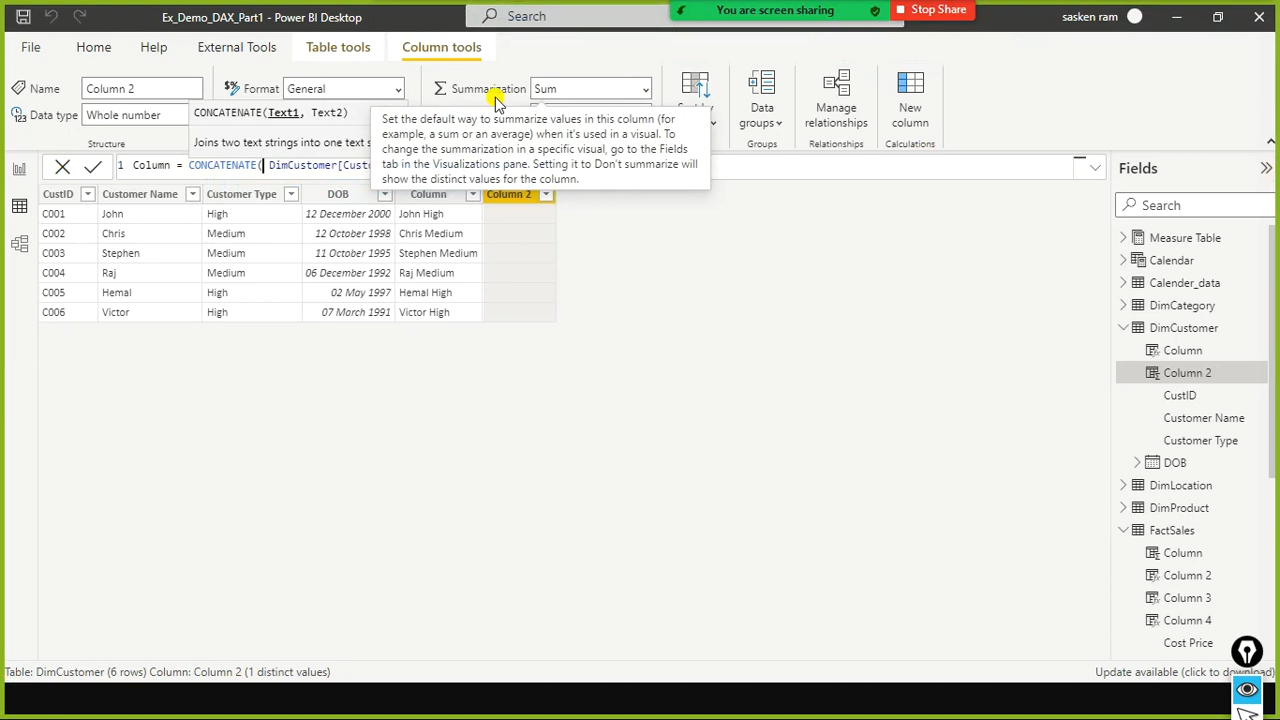 Ex_Demo_DAX_Part1 - Power BI Desktop
Search
You are screen sharing
Stop Share
sasken ram
File
Home
Help
External Tools
Table tools
Column tools
Name
Column 2
Format
General
Summarization
Sum
Data type
Whole number
CONCATENATE(Text1, Text2)
Joins two text strings into one text s
Set the default way to summarize values in this column (for
example, a sum or an average) when it's used in a visual. To
change the summarization in a specific visual, go to the Fields
tab in the Visualizations pane. Setting it to Don't summarize will
show the distinct values for the column.
Data
groups
Manage
relationships
New
column
Structure
Groups
Relationships
Calculations
1 Column = CONCATENATE( DimCustomer[Cust
CustID
Customer Name
Customer Type
DOB
Column
Column 2
C001 John High 12 December 2000 John High
C002 Chris Medium 12 October 1998 Chris Medium
C003 Stephen Medium 11 October 1995 Stephen Medium
C004 Raj Medium 06 December 1992 Raj Medium
C005 Hemal High 02 May 1997 Hemal High
C006 Victor High 07 March 1991 Victor High
Fields
Search
Measure Table
Calendar
Calender_data
DimCategory
DimCustomer
Column
Column 2
CustID
Customer Name
Customer Type
DOB
DimLocation
DimProduct
FactSales
Column
Column 2
Column 3
Column 4
Cost Price
Table: DimCustomer (6 rows) Column: Column 2 (1 distinct values)
Update available (click to download)